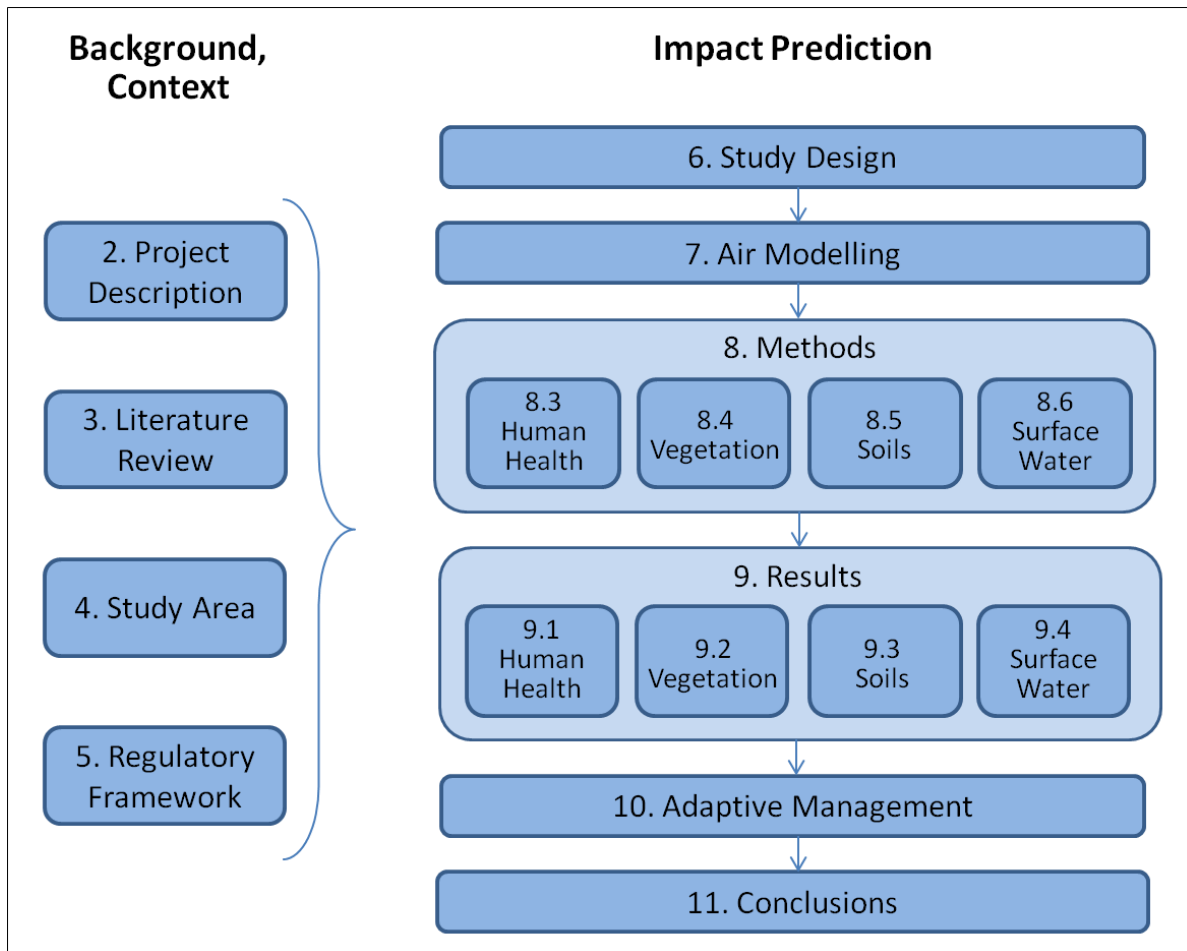 Background,
Context
Impact Prediction
2. Project
Description
3. Literature
Review
4. Study Area
5. Regulatory
Framework
6. Study Design
7. Air Modelling
8. Methods
8.3
Human
Health
8.4
Vegetation
8.5
Soils
8.6
Surface
Water
9. Results
9.1
Human
Health
9.2
Vegetation
9.3
Soils
9.4
Surface
Water
10. Adaptive Management
11. Conclusions